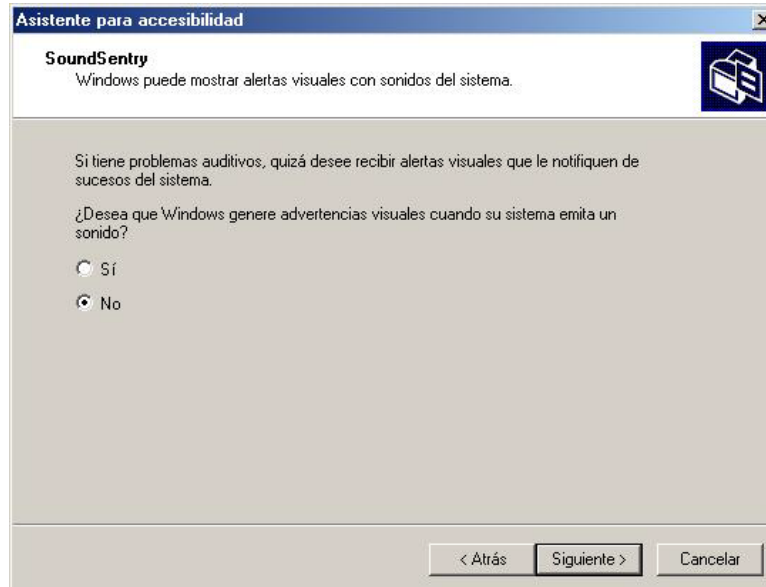 Asistente para accesibilidad
SoundSentry
Windows puede mostrar alertas visuales con sonidos del sistema.
Si tiene problemas auditivos, quizá desee recibir alertas visuales que le notifiquen de
sucesos del sistema.
¿Desea que Windows genere advertencias visuales cuando su sistema emita un
sonido?
Sí
No
< Atrás
Siguiente >
Cancelar